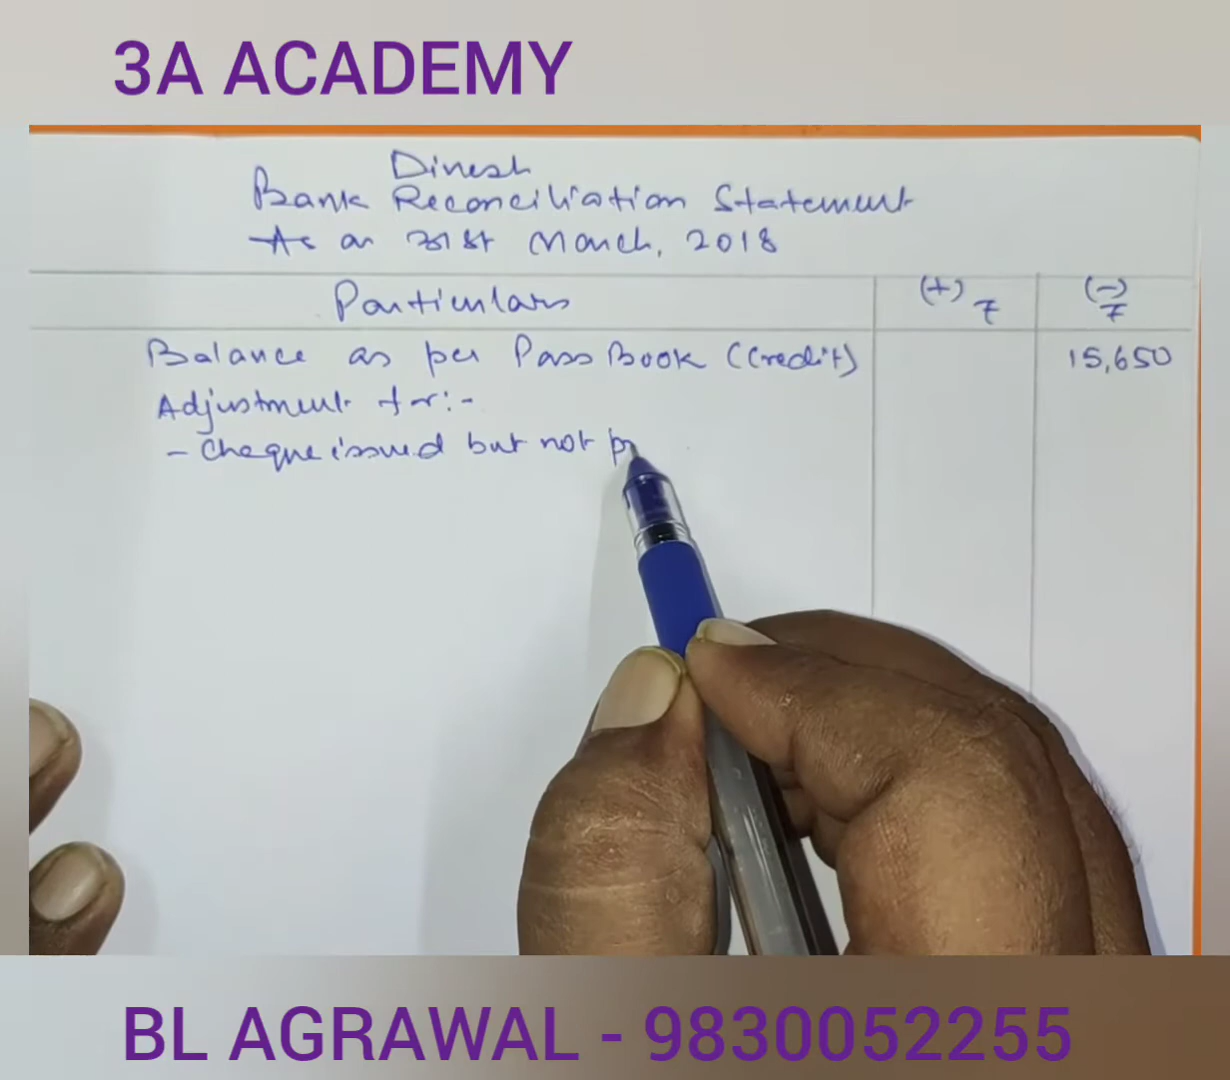 3A ACADEMY
Dinesh
Bank Reconciliation Statement
As on 31st March, 2018
Particulars (+) ₹ (-) ₹
Balance as per Pass Book (Credit) 15,650
Adjustment for:-
- Cheque issued but not p
BL AGRAWAL - 9830052255